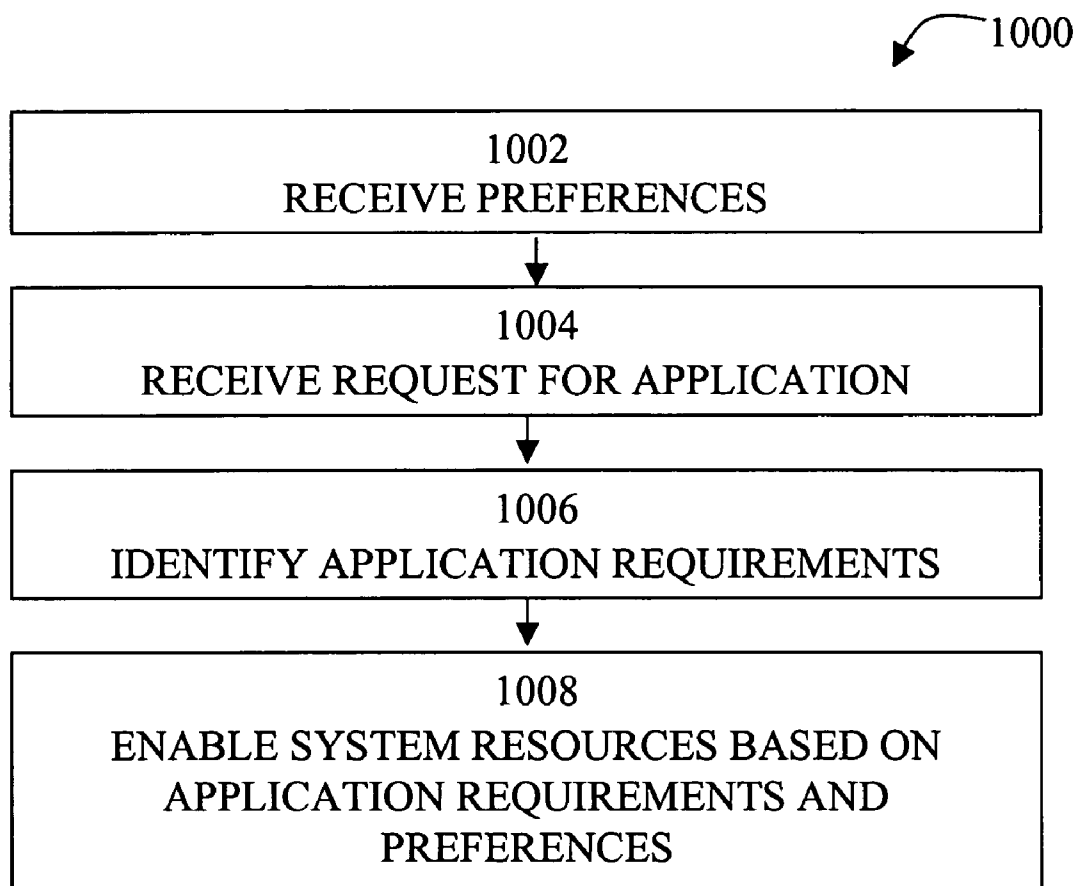 1000
1002
RECEIVE PREFERENCES
1004
RECEIVE REQUEST FOR APPLICATION
1006
IDENTIFY APPLICATION REQUIREMENTS
1008
ENABLE SYSTEM RESOURCES BASED ON
APPLICATION REQUIREMENTS AND
PREFERENCES